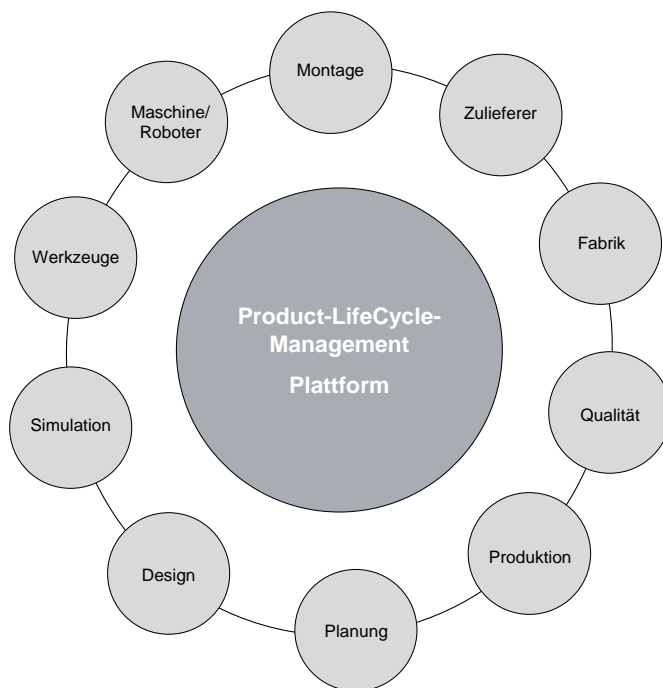 Montage
Maschine/
Roboter
Zulieferer
Werkzeuge
Fabrik
Product-LifeCycle-
Management
Plattform
Simulation
Qualität
Design
Produktion
Planung